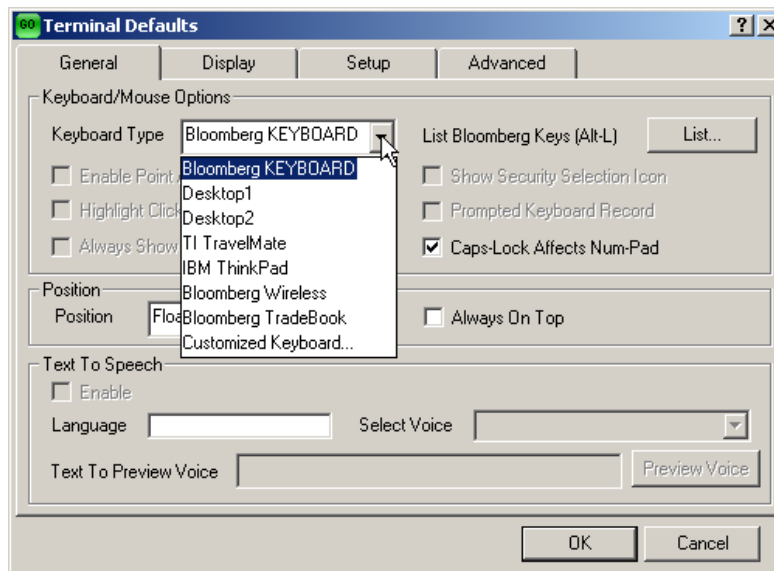 GO Terminal Defaults
General Display Setup Advanced
Keyboard/Mouse Options
Keyboard Type Bloomberg KEYBOARD List Bloomberg Keys (Alt-L) List...
Bloomberg KEYBOARD
Enable Point Show Security Selection Icon
Desktop1
Desktop2
Highlight Click Prompted Keyboard Record
TI TravelMate
Always Show Caps-Lock Affects Num-Pad
IBM ThinkPad
Position
Bloomberg Wireless
Position Floa Bloomberg TradeBook Always On Top
Customized Keyboard...
Text To Speech
Enable
Language Select Voice
Text To Preview Voice Preview Voice
OK Cancel